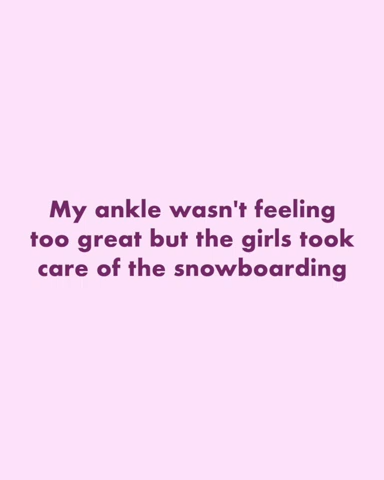 My ankle wasn't feeling
too great but the girls took
care of the snowboarding